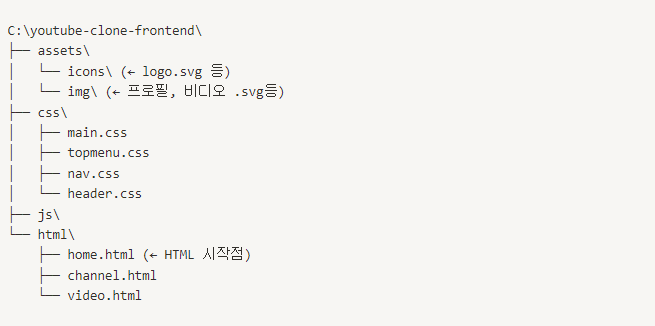 C:\youtube-clone-frontend\
├── assets\
│   └── icons\ (← logo.svg 등)
│   └── img\ (← 프로필, 비디오 .svg등)
├── css\
│   ├── main.css
│   ├── topmenu.css
│   ├── nav.css
│   └── header.css
├── js\
└── html\
    ├── home.html (← HTML 시작점)
    ├── channel.html
    └── video.html